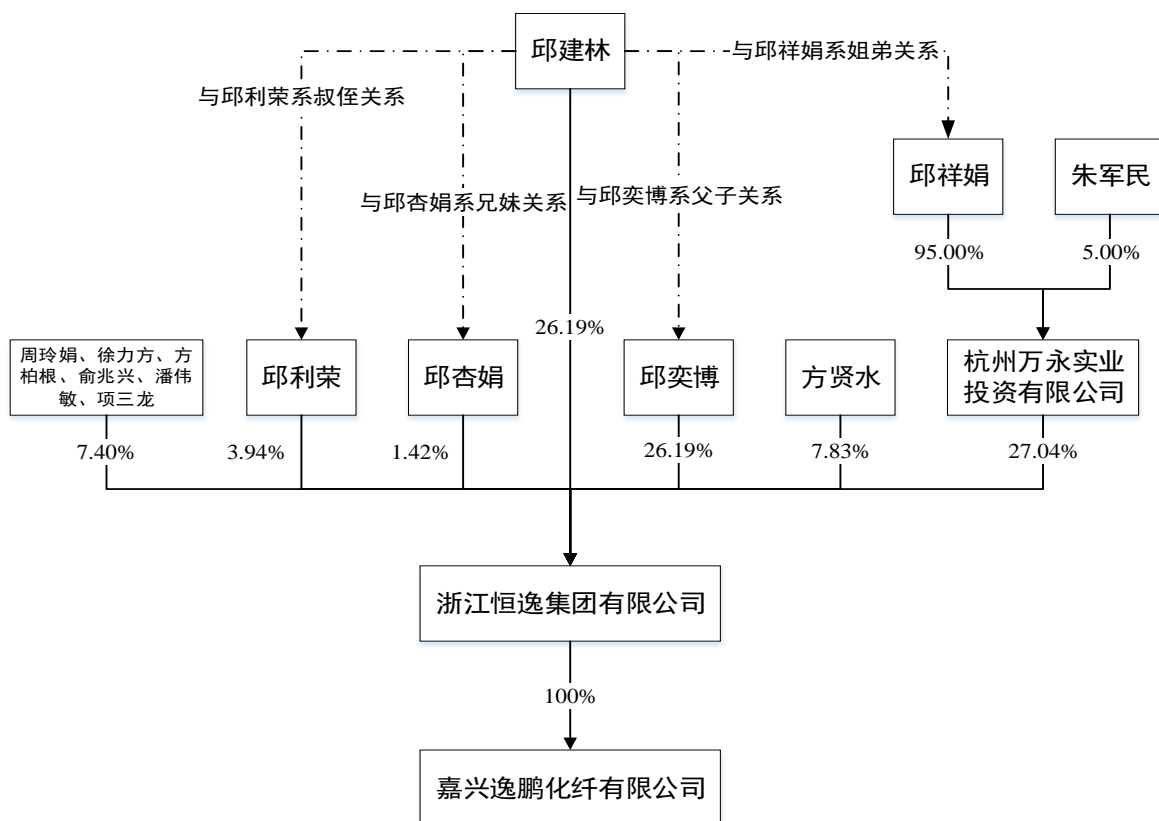 邱建林
与邱祥娟系姐弟关系
与邱利荣系叔侄关系
邱祥娟
朱军民
与邱杏娟系兄妹关系
与邱奕博系父子关系
95.00%
5.00%
26.19%
周玲娟、徐力方、方
柏根、俞兆兴、潘伟
敏、项三龙
邱利荣
邱杏娟
邱奕博
方贤水
杭州万永实业
投资有限公司
7.40%
3.94%
1.42%
26.19%
7.83%
27.04%
浙江恒逸集团有限公司
100%
嘉兴逸鹏化纤有限公司